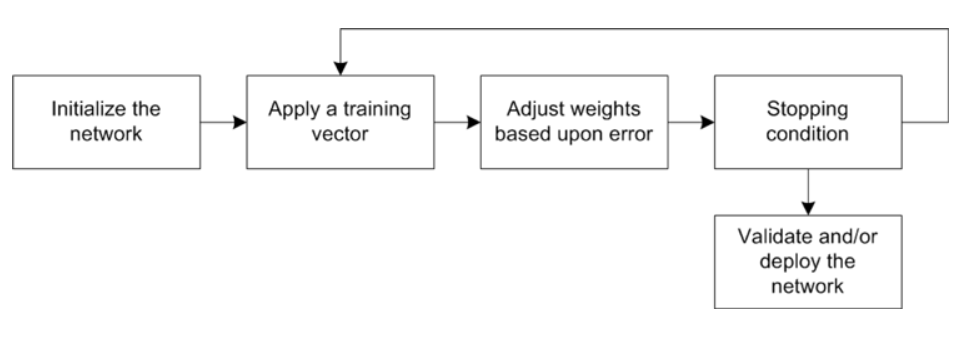 Initialize the
network
Apply a training
vector
Adjust weights
based upon error
Stopping
condition
Validate and/or
deploy the
network